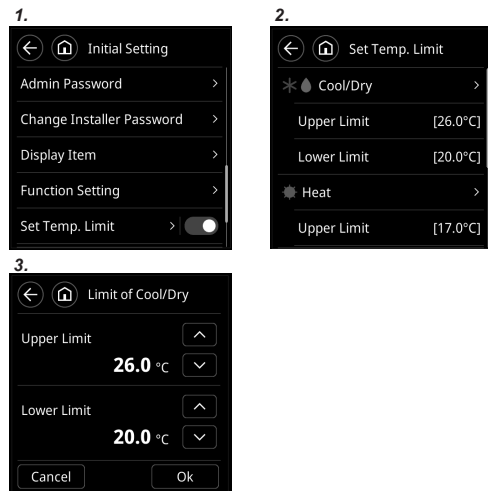 1.
Initial Setting
Admin Password
Change Installer Password
Display Item
Function Setting
Set Temp. Limit
2.
Set Temp. Limit
Cool/Dry
Upper Limit [26.0°C]
Lower Limit [20.0°C]
Heat
Upper Limit [17.0°C]
3.
Limit of Cool/Dry
Upper Limit
26.0 °C
Lower Limit
20.0 °C
Cancel Ok